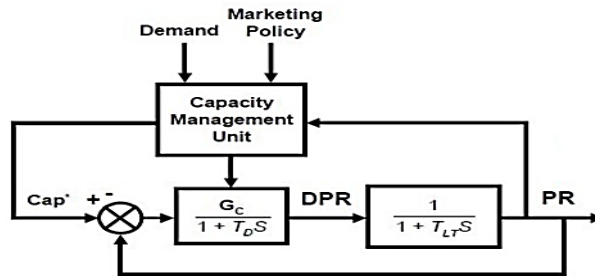 Demand
Marketing
Policy
Capacity
Management
Unit
Cap*
+ -
G_C
1 + T_D S
DPR
1
1 + T_LT S
PR